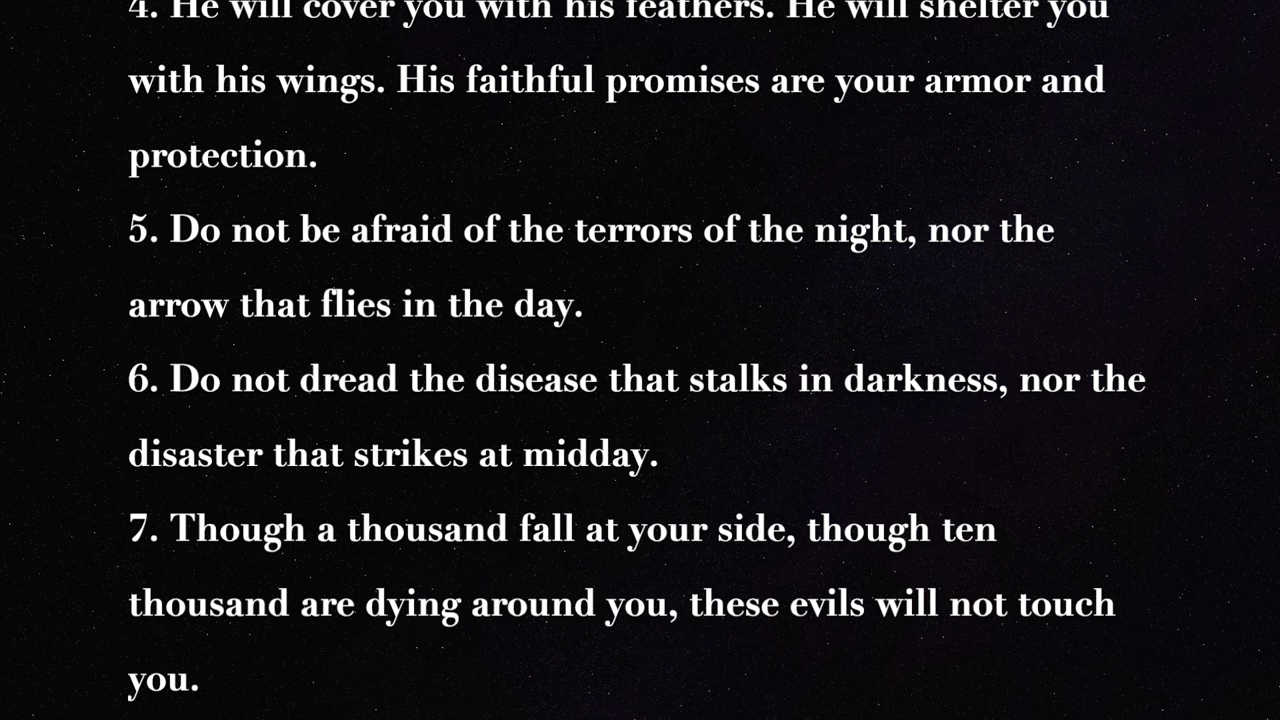 4. He will cover you with his feathers. He will shelter you
with his wings. His faithful promises are your armor and
protection.
5. Do not be afraid of the terrors of the night, nor the
arrow that flies in the day.
6. Do not dread the disease that stalks in darkness, nor the
disaster that strikes at midday.
7. Though a thousand fall at your side, though ten
thousand are dying around you, these evils will not touch
you.